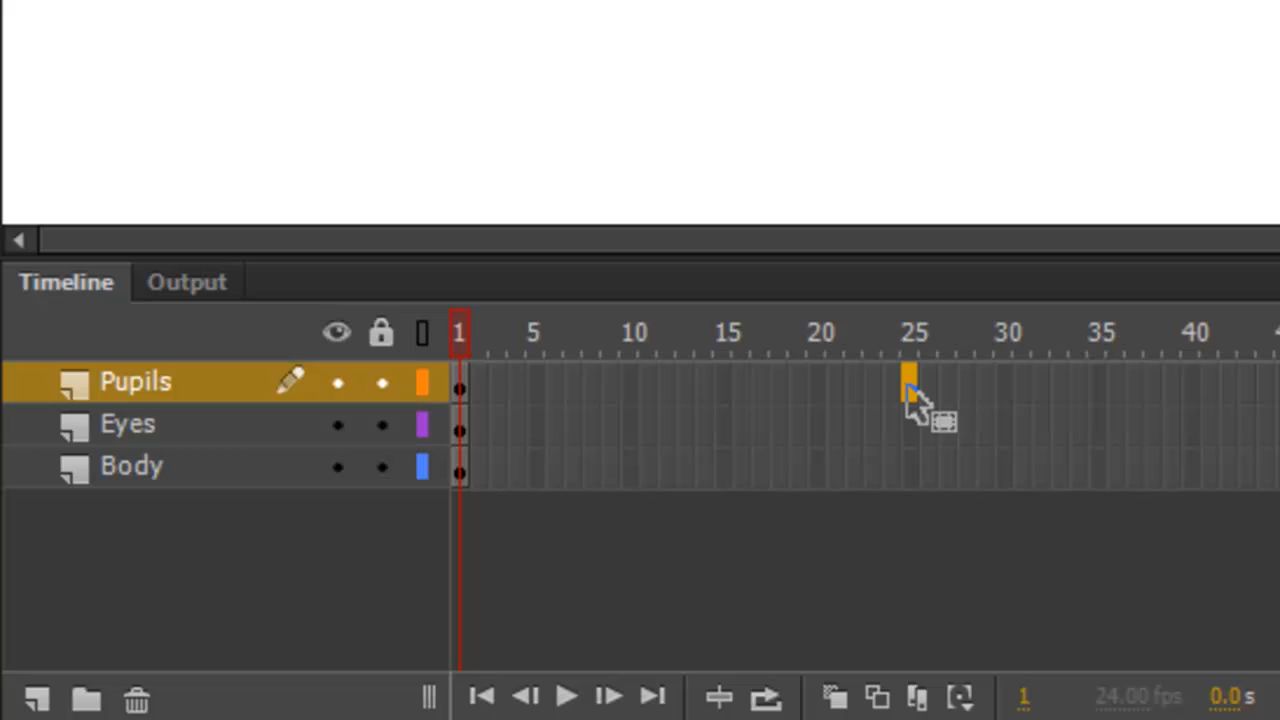 Timeline Output
1 5 10 15 20 25 30 35 40
Pupils
Eyes
Body
1 24.00 fps 0.0 s